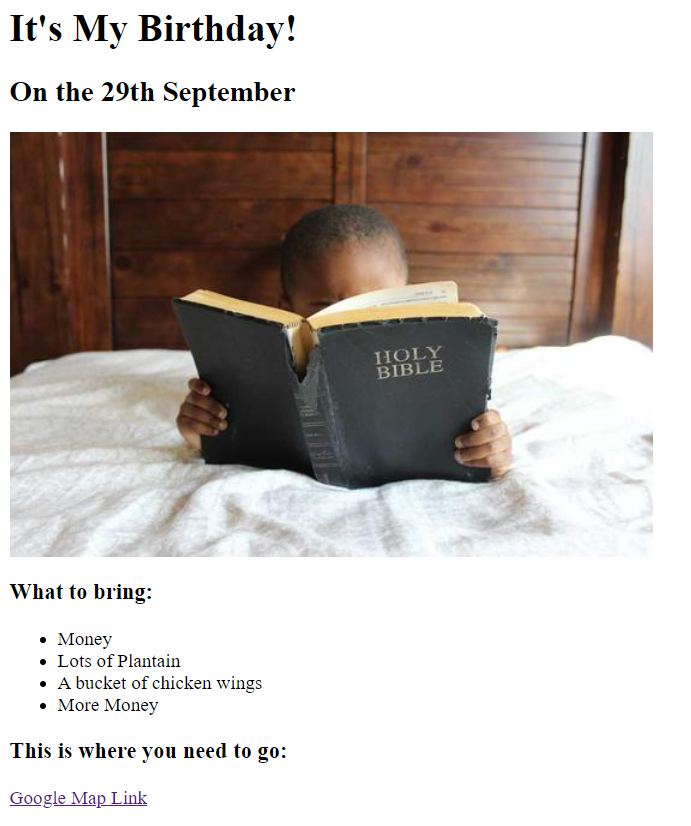 It's My Birthday!
On the 29th September
HOLY
BIBLE
What to bring:
Money
Lots of Plantain
A bucket of chicken wings
More Money
This is where you need to go:
Google Map Link